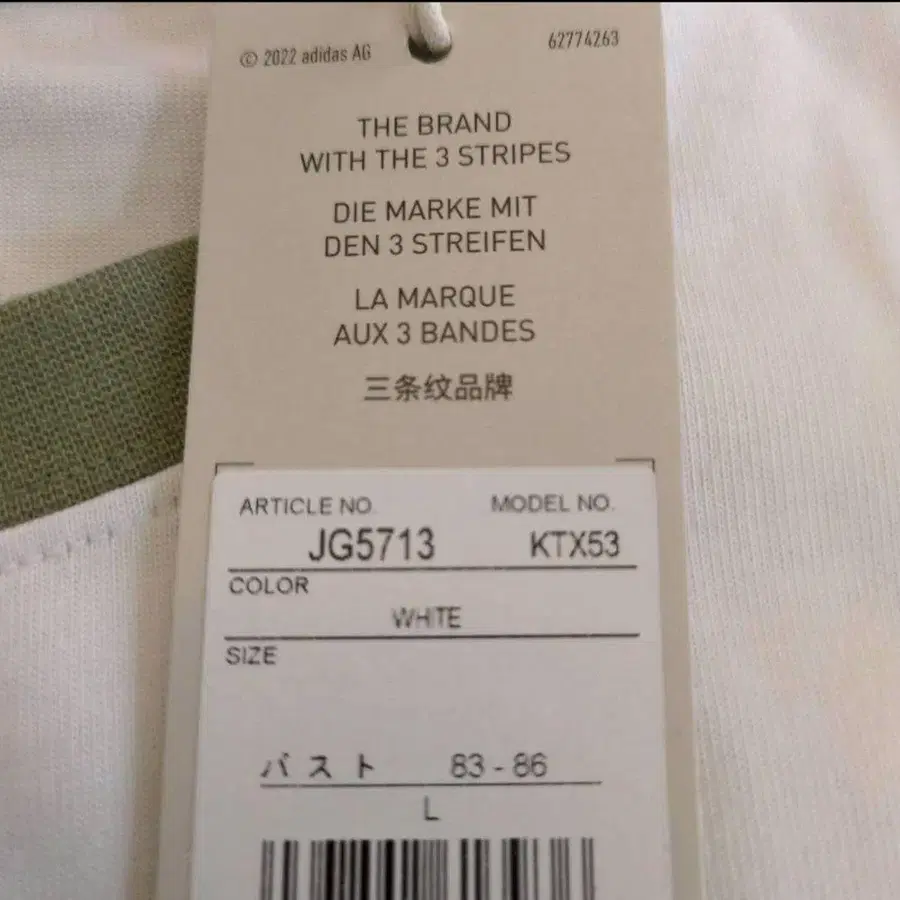 © 2022 adidas AG 62774263
THE BRAND
WITH THE 3 STRIPES
DIE MARKE MIT
DEN 3 STREIFEN
LA MARQUE
AUX 3 BANDES
三条纹品牌
ARTICLE NO. MODEL NO.
JG5713 KTX53
COLOR
WHITE
SIZE
バスト 83 - 86
L